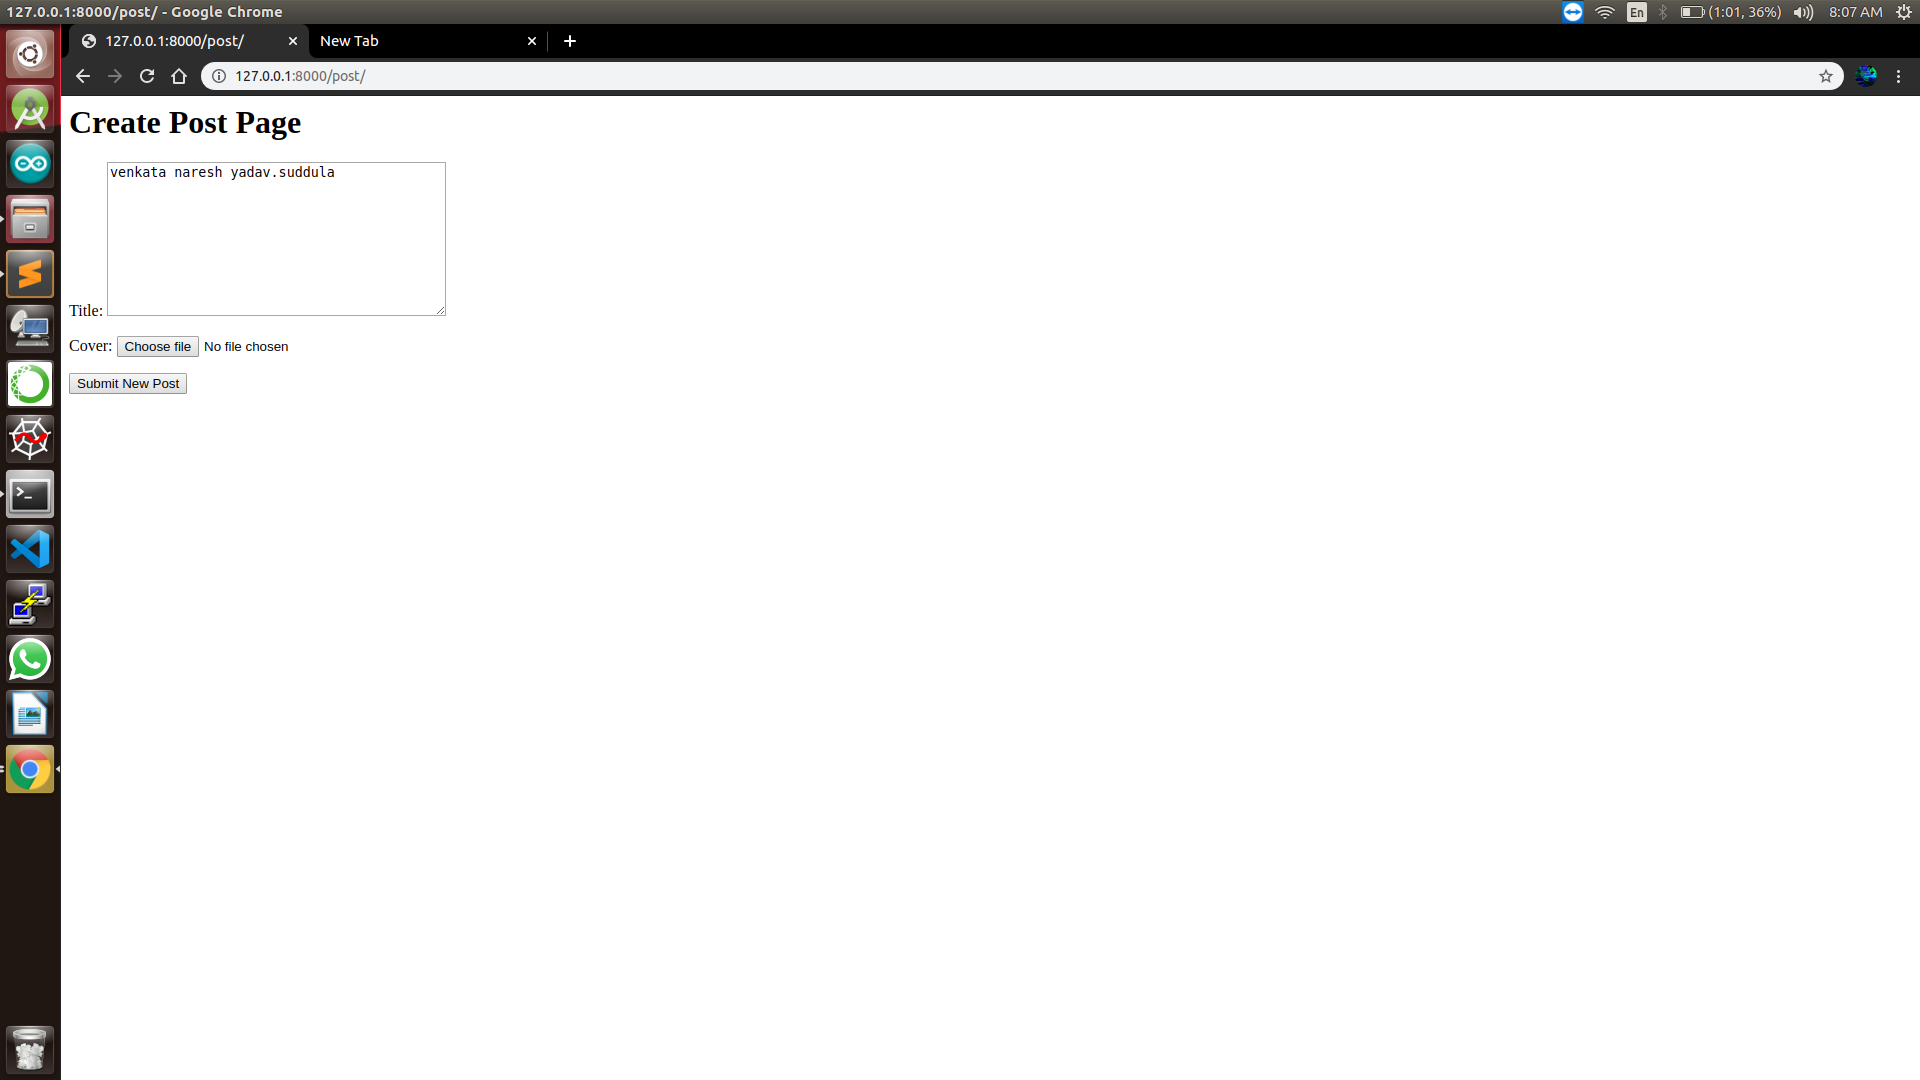 127.0.0.1:8000/post/ - Google Chrome
En
(1:01, 36%)
8:07 AM
127.0.0.1:8000/post/
New Tab
127.0.0.1:8000/post/
Create Post Page
venkata naresh yadav.suddula
Title:
Cover: Choose file No file chosen
Submit New Post